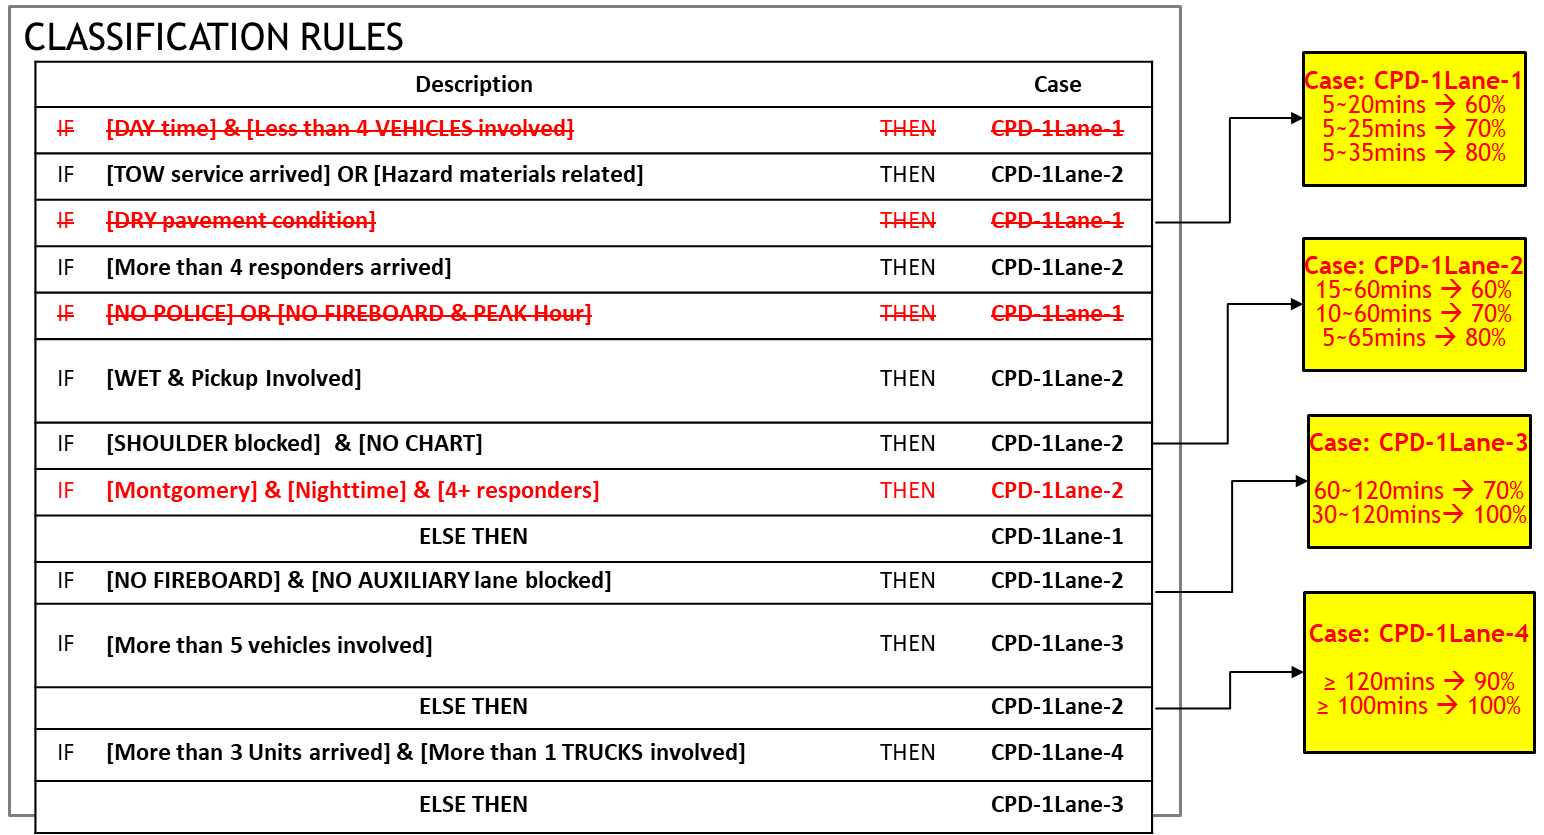 CLASSIFICATION RULES
Description Case
IF [DAY time] & [Less than 4 VEHICLES involved] THEN CPD-1Lane-1
IF [TOW service arrived] OR [Hazard materials related] THEN CPD-1Lane-2
IF [DRY pavement condition] THEN CPD-1Lane-1
IF [More than 4 responders arrived] THEN CPD-1Lane-2
IF [NO POLICE] OR [NO FIREBOARD & PEAK Hour] THEN CPD-1Lane-1
IF [WET & Pickup Involved] THEN CPD-1Lane-2
IF [SHOULDER blocked] & [NO CHART] THEN CPD-1Lane-2
IF [Montgomery] & [Nighttime] & [4+ responders] THEN CPD-1Lane-2
ELSE THEN CPD-1Lane-1
IF [NO FIREBOARD] & [NO AUXILIARY lane blocked] THEN CPD-1Lane-2
IF [More than 5 vehicles involved] THEN CPD-1Lane-3
ELSE THEN CPD-1Lane-2
IF [More than 3 Units arrived] & [More than 1 TRUCKS involved] THEN CPD-1Lane-4
ELSE THEN CPD-1Lane-3
Case: CPD-1Lane-1
5~20mins → 60%
5~25mins → 70%
5~35mins → 80%
Case: CPD-1Lane-2
15~60mins → 60%
10~60mins → 70%
5~65mins → 80%
Case: CPD-1Lane-3
60~120mins → 70%
30~120mins→ 100%
Case: CPD-1Lane-4
≥ 120mins → 90%
≥ 100mins → 100%